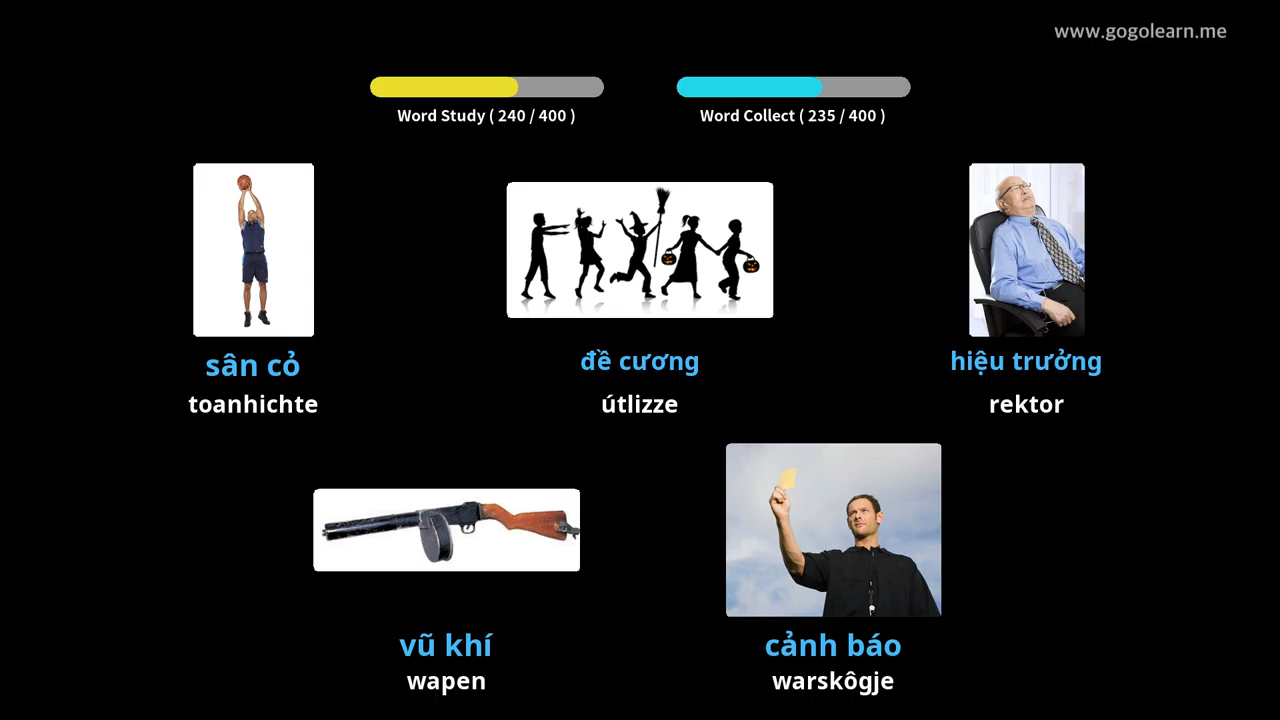 www.gogolearn.me
Word Study ( 240 / 400 )
Word Collect ( 235 / 400 )
sân cỏ
đề cương
hiệu trưởng
toanhichte
útlizze
rektor
vũ khí
cảnh báo
wapen
warskôgje